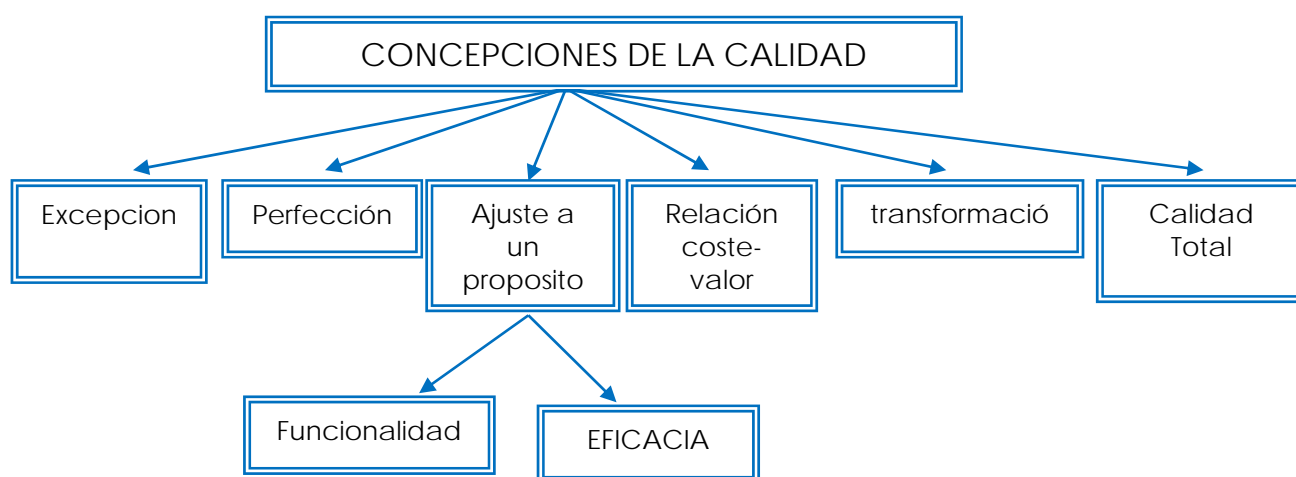 CONCEPCIONES DE LA CALIDAD
Excepcion
Perfección
Ajuste a
un
proposito
Relación
coste-
valor
transformació
Calidad
Total
Funcionalidad
EFICACIA